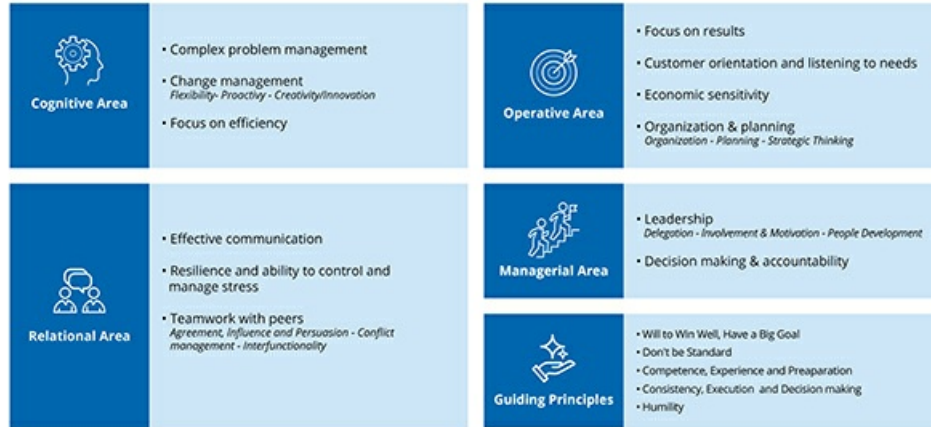 Cognitive Area
• Complex problem management
• Change management
Flexibility- Proactivy - Creativity/Innovation
• Focus on efficiency
Operative Area
• Focus on results
• Customer orientation and listening to needs
• Economic sensitivity
• Organization & planning
Organization - Planning - Strategic Thinking
Relational Area
• Effective communication
• Resilience and ability to control and
manage stress
• Teamwork with peers
Agreement, Influence and Persuasion - Conflict
management - Interfunctionality
Managerial Area
• Leadership
Delegation - Involvement & Motivation - People Development
• Decision making & accountability
Guiding Principles
• Will to Win Well, Have a Big Goal
• Don't be Standard
• Competence, Experience and Preaparation
• Consistency, Execution and Decision making
• Humility